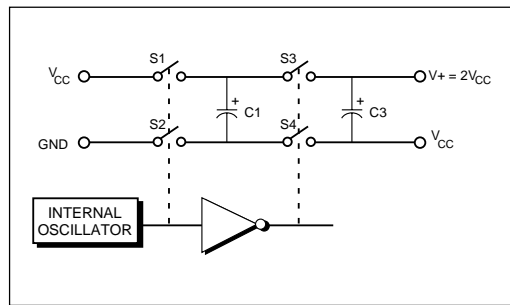 S1 S3
VCC V+ = 2VCC
C1 C3
S2 S4
GND VCC
INTERNAL
OSCILLATOR
+ +